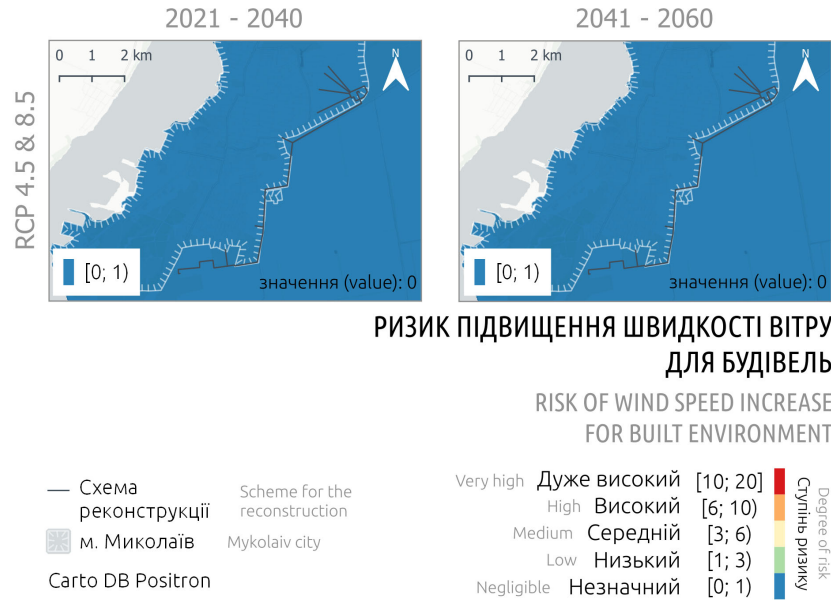 2021 - 2040
2041 - 2060
RCP 4.5 & 8.5
0 1 2 km
N
[0; 1)
значення (value): 0
0 1 2 km
N
[0; 1)
значення (value): 0
РИЗИК ПІДВИЩЕННЯ ШВИДКОСТІ ВІТРУ
ДЛЯ БУДІВЕЛЬ
RISK OF WIND SPEED INCREASE
FOR BUILT ENVIRONMENT
Схема
реконструкції
Scheme for the
reconstruction
м. Миколаїв Mykolaiv city
Carto DB Positron
Very high Дуже високий [10; 20]
High Високий [6; 10)
Medium Середній [3; 6)
Low Низький [1; 3)
Negligible Незначний [0; 1)
Ступінь ризику
Degree of risk